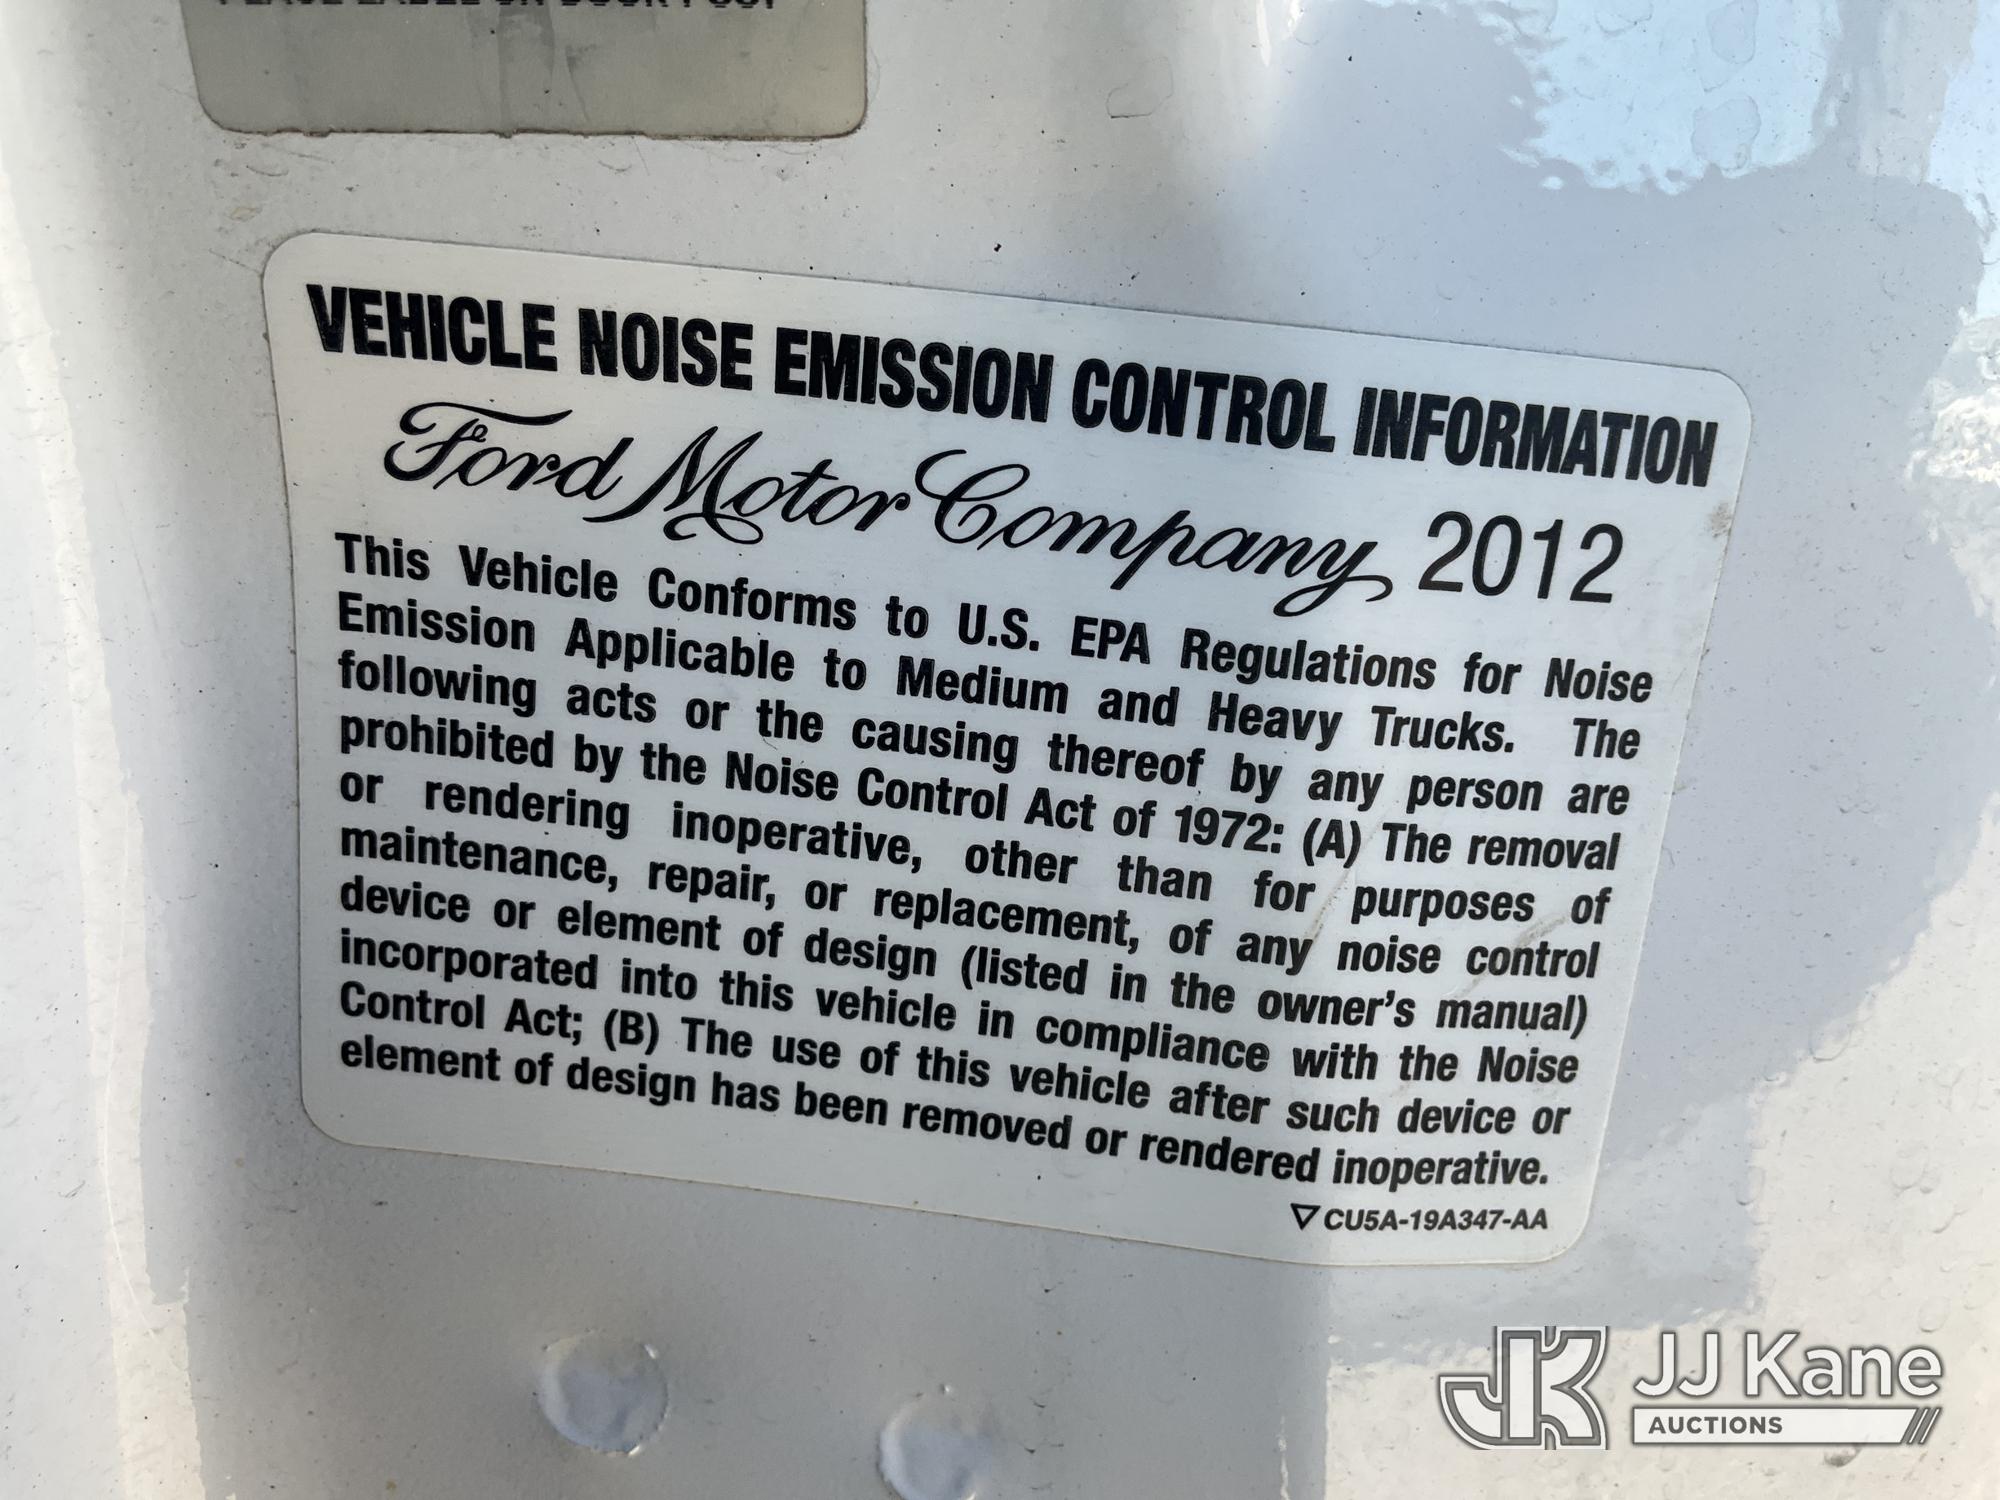 VEHICLE NOISE EMISSION CONTROL INFORMATION
Ford Motor Company 2012
This Vehicle Conforms to U.S. EPA Regulations for Noise
Emission Applicable to Medium and Heavy Trucks. The
following acts or the causing thereof by any person are
prohibited by the Noise Control Act of 1972: (A) The removal
or rendering inoperative, other than for purposes of
maintenance, repair, or replacement, of any noise control
device or element of design (listed in the owner's manual)
incorporated into this vehicle in compliance with the Noise
Control Act; (B) The use of this vehicle after such device or
element of design has been removed or rendered inoperative.
▽ CU5A-19A347-AA
JK JJ Kane
AUCTIONS